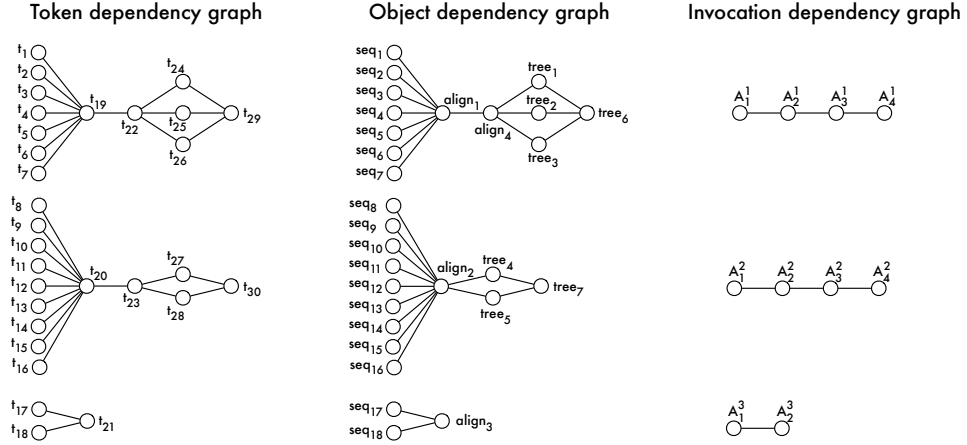 Token dependency graph
Object dependency graph
Invocation dependency graph
t1
t2
t3
t4
t5
t6
t7
t19
t22
t24
t25
t26
t29
seq1
seq2
seq3
seq4
seq5
seq6
seq7
align1
align4
tree1
tree2
tree3
tree6
A¹₁
A¹₂
A¹₃
A¹₄
t8
t9
t10
t11
t12
t13
t14
t15
t16
t20
t23
t27
t28
t30
seq8
seq9
seq10
seq11
seq12
seq13
seq14
seq15
seq16
align2
tree4
tree5
tree7
A²₁
A²₂
A²₃
A²₄
t17
t18
t21
seq17
seq18
align3
A³₁
A³₂